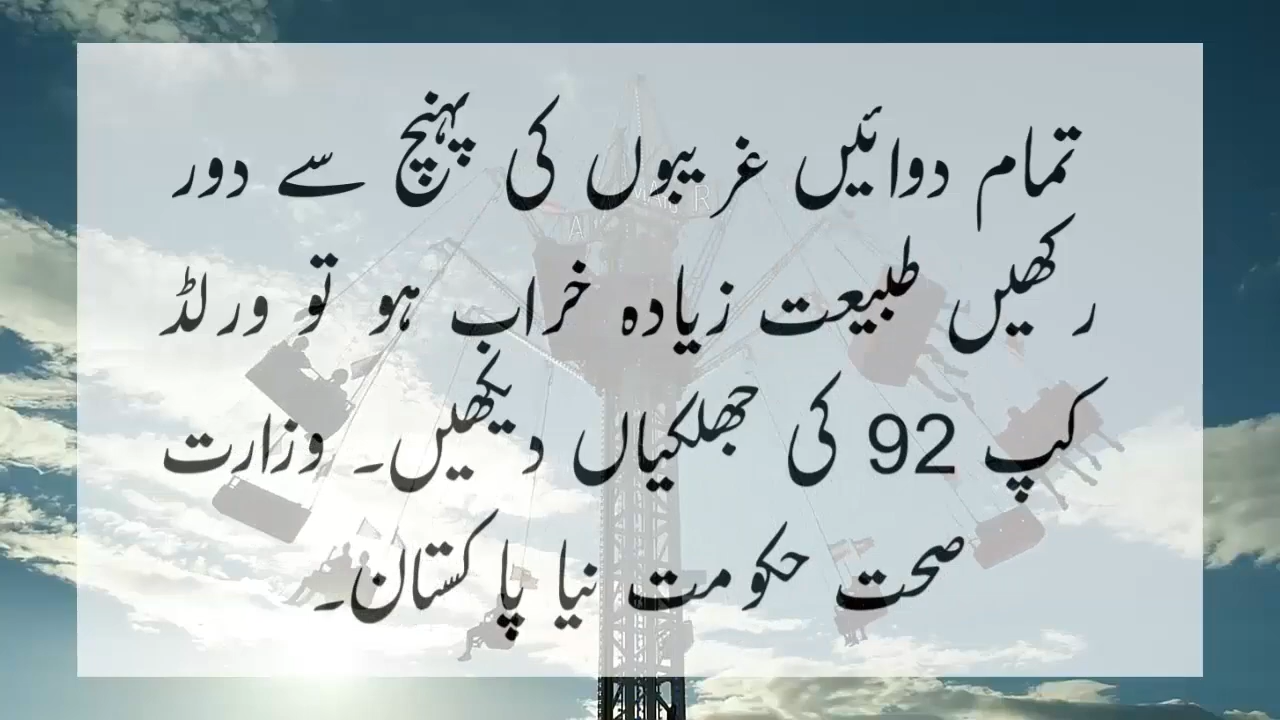 تمام دوائیں غریبوں کی پہنچ سے دور
رکھیں طبیعت زیادہ خراب ہو تو ورلڈ
کپ 92 کی جھلکیاں دیکھیں۔ وزارت
صحت حکومت نیا پاکستان۔